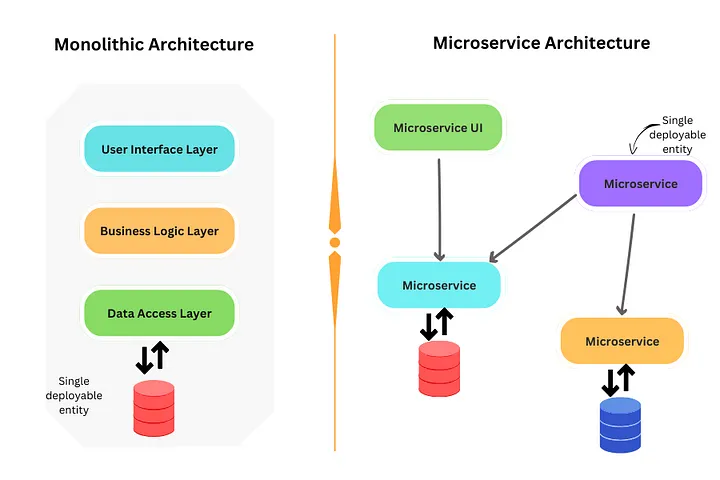 Monolithic Architecture
User Interface Layer
Business Logic Layer
Data Access Layer
Single
deployable
entity
Microservice Architecture
Microservice UI
Single
deployable
entity
Microservice
Microservice
Microservice